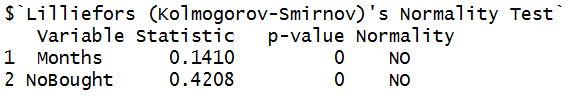 $`Lilliefors (Kolmogorov-Smirnov)'s Normality Test`
Variable Statistic p-value Normality
1 Months 0.1410 0 NO
2 NoBought 0.4208 0 NO